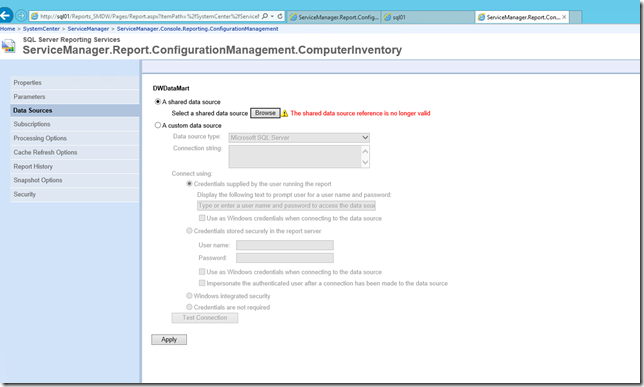 http://sql01/Reports_SMDW/Pages/Report.aspx?ItemPath=%2fSystemCenter%2fServicef
ServiceManager.Report.Config...
sql01
ServiceManager.Report.Con...
Home > SystemCenter > ServiceManager > ServiceManager.Console.Reporting.ConfigurationManagement
SQL Server Reporting Services
ServiceManager.Report.ConfigurationManagement.ComputerInventory
Properties
Parameters
Data Sources
Subscriptions
Processing Options
Cache Refresh Options
Report History
Snapshot Options
Security
DWDataMart
A shared data source
Select a shared data source Browse The shared data source reference is no longer valid
A custom data source
Data source type: Microsoft SQL Server
Connection string:
Connect using:
Credentials supplied by the user running the report
Display the following text to prompt user for a user name and password:
Type or enter a user name and password to access the data sou
Use as Windows credentials when connecting to the data source
Credentials stored securely in the report server
User name:
Password:
Use as Windows credentials when connecting to the data source
Impersonate the authenticated user after a connection has been made to the data source
Windows integrated security
Credentials are not required
Test Connection
Apply